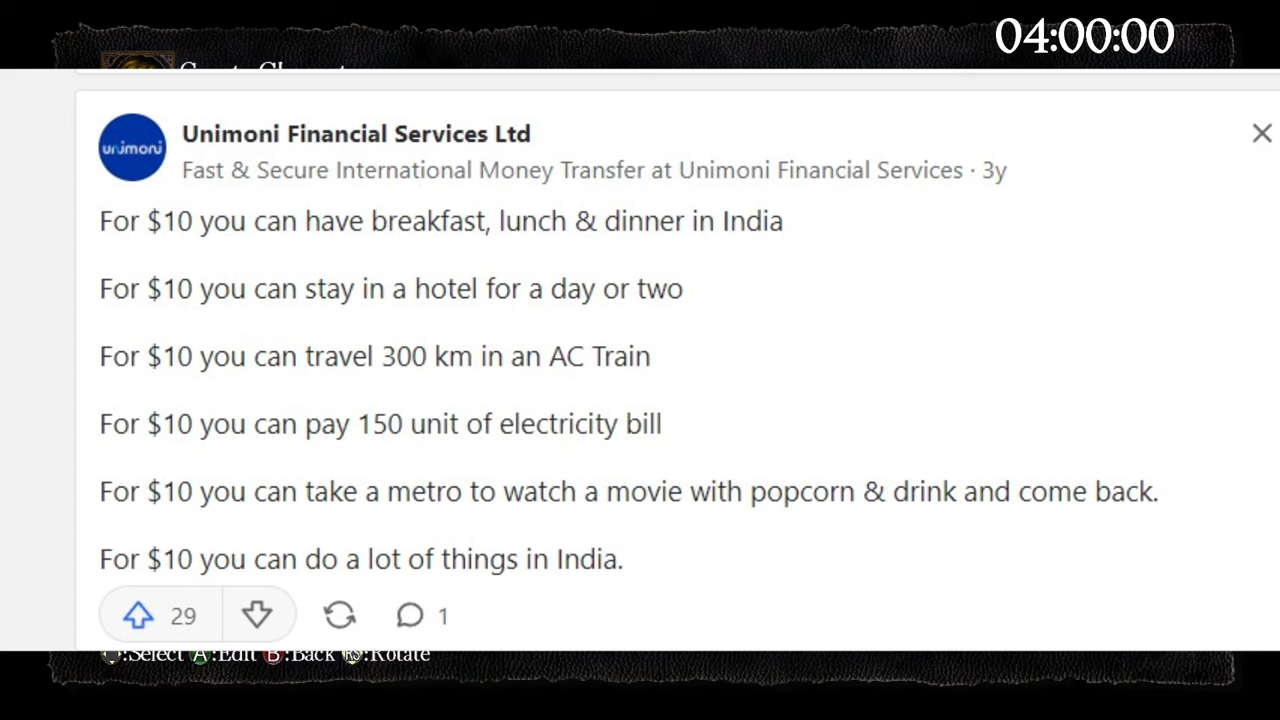 04:00:00
unimoni
Unimoni Financial Services Ltd
Fast & Secure International Money Transfer at Unimoni Financial Services · 3y
For $10 you can have breakfast, lunch & dinner in India
For $10 you can stay in a hotel for a day or two
For $10 you can travel 300 km in an AC Train
For $10 you can pay 150 unit of electricity bill
For $10 you can take a metro to watch a movie with popcorn & drink and come back.
For $10 you can do a lot of things in India.
29 1
:Select A:Edit B:Back RS:Rotate